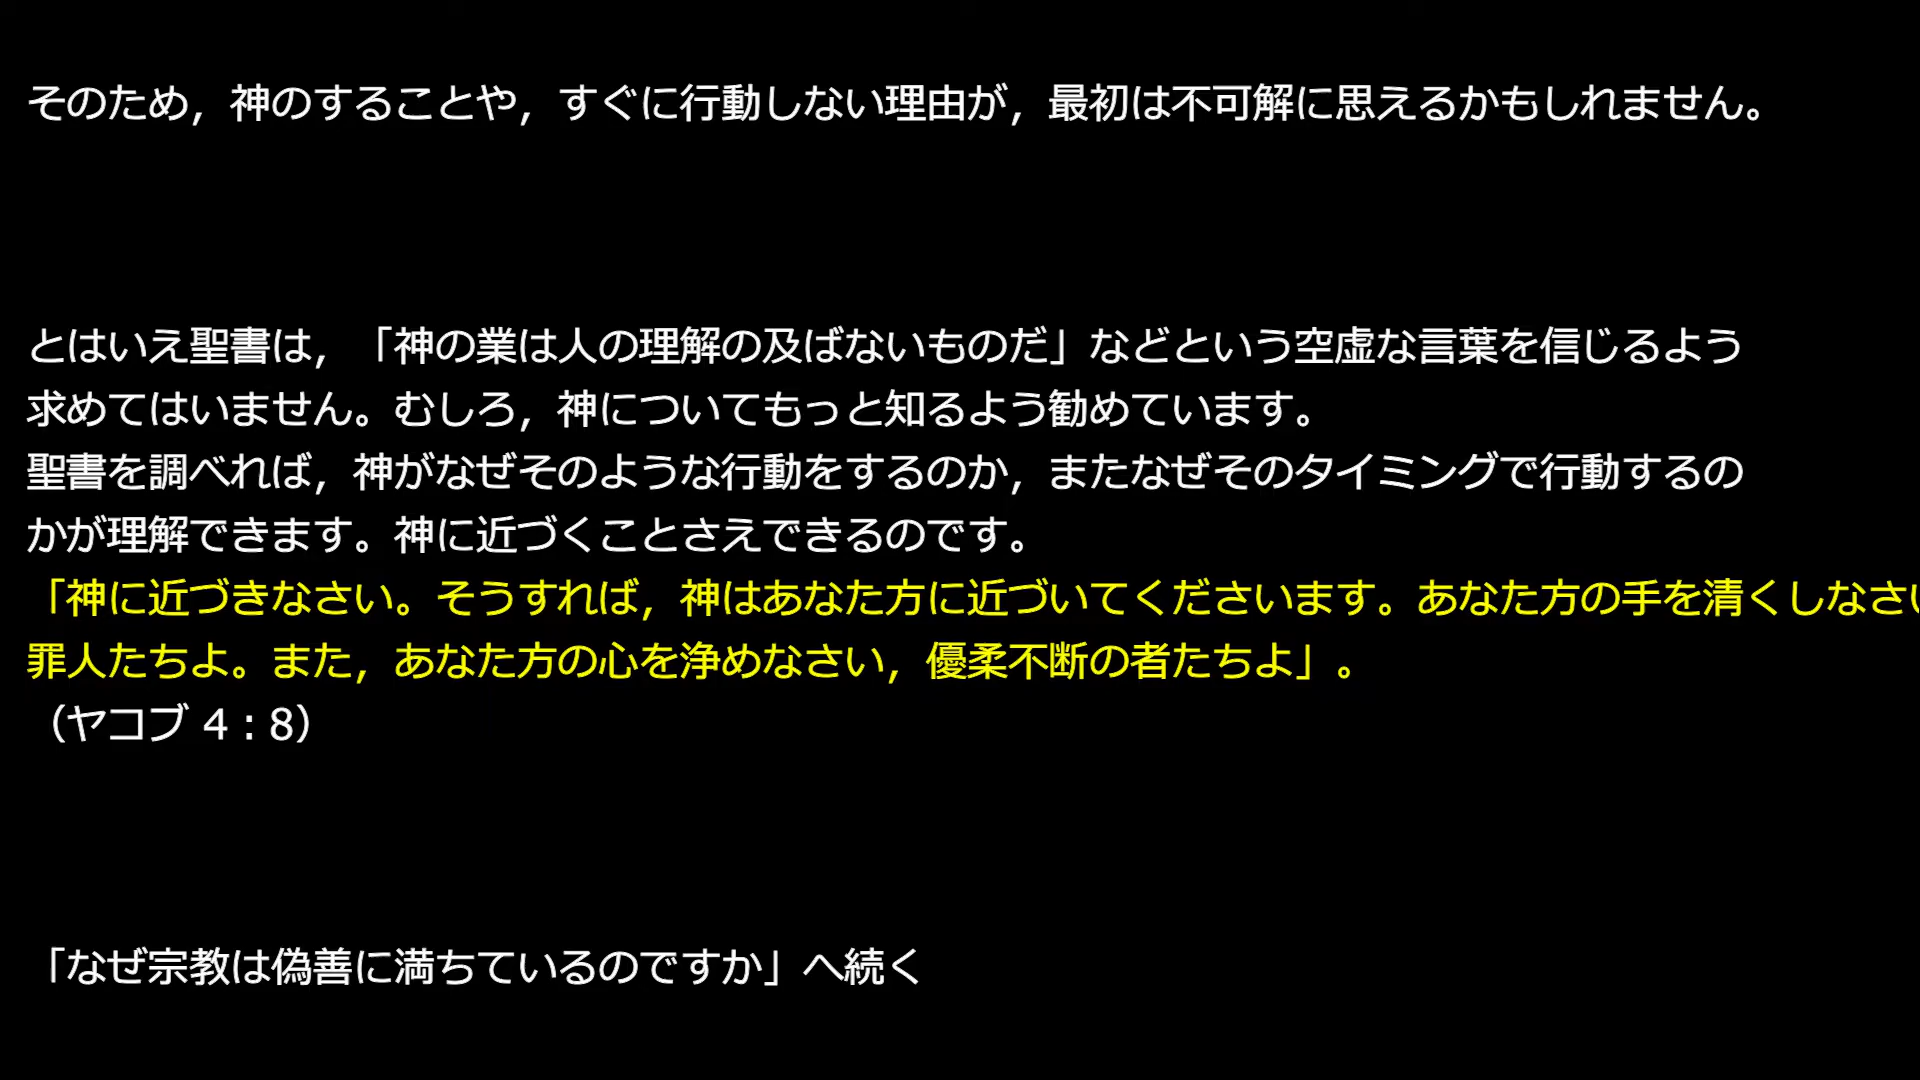 そのため，神のすることや，すぐに行動しない理由が，最初は不可解に思えるかもしれません。
とはいえ聖書は，「神の業は人の理解の及ばないものだ」などという空虚な言葉を信じるよう
求めてはいません。むしろ，神についてもっと知るよう勧めています。
聖書を調べれば，神がなぜそのような行動をするのか，またなぜそのタイミングで行動するの
かが理解できます。神に近づくことさえできるのです。
「神に近づきなさい。そうすれば，神はあなた方に近づいてくださいます。あなた方の手を清くしなさい
罪人たちよ。また，あなた方の心を浄めなさい，優柔不断の者たちよ」。
（ヤコブ 4：8）
「なぜ宗教は偽善に満ちているのですか」へ続く